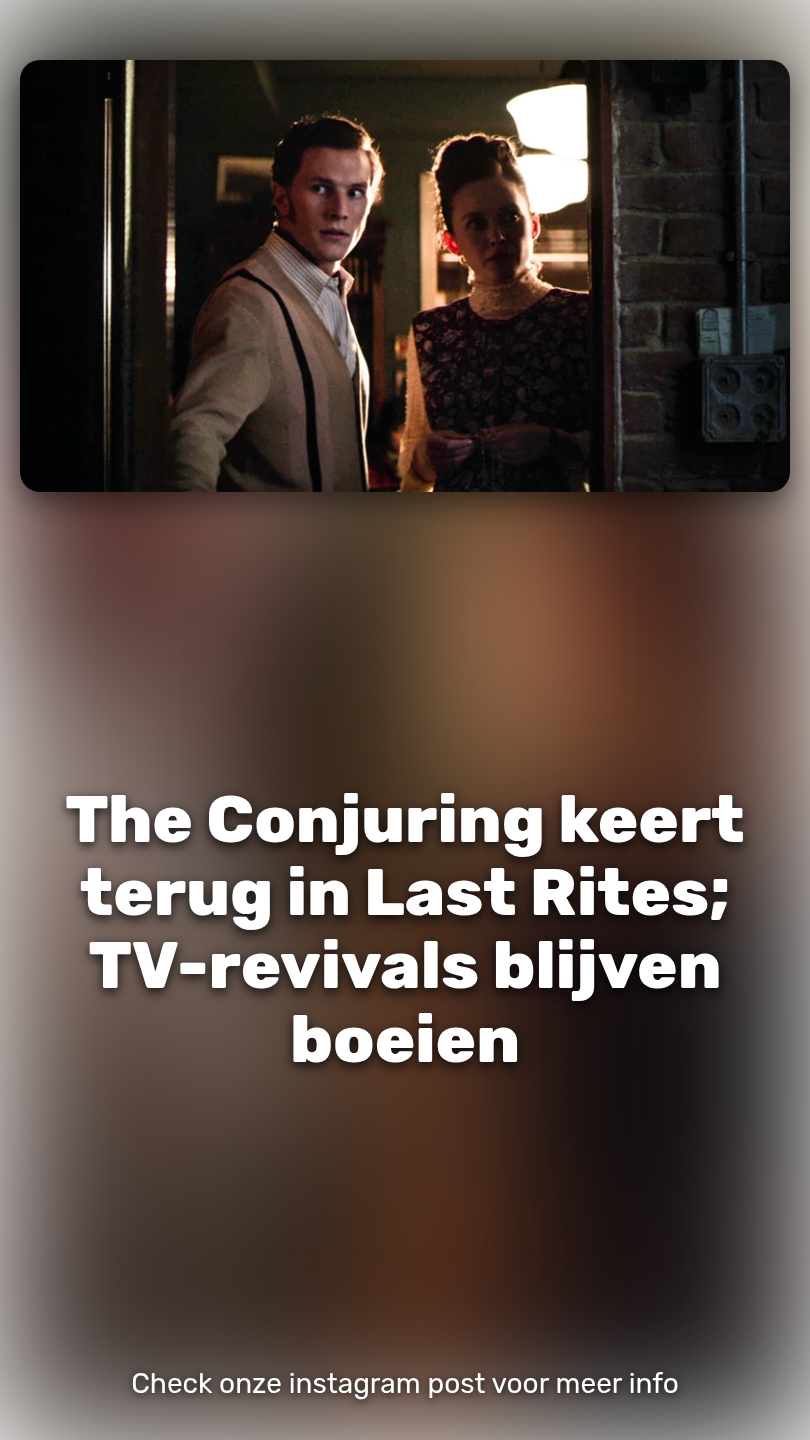 The Conjuring keert
terug in Last Rites;
TV-revivals blijven
boeien
Check onze instagram post voor meer info